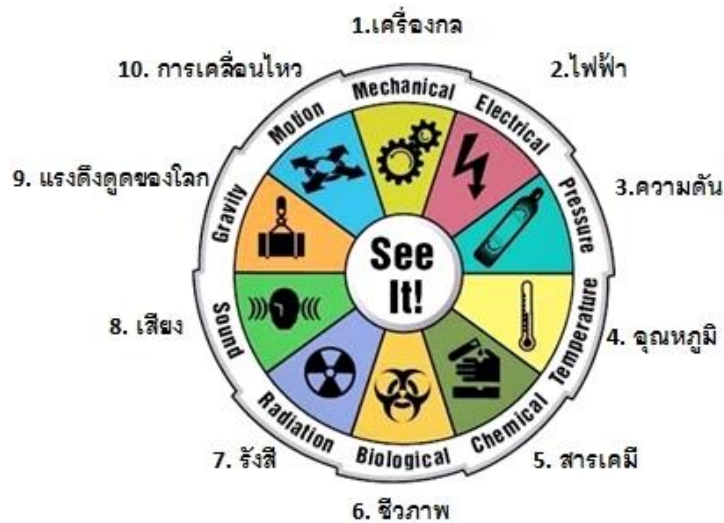 1.เครื่องกล
10. การเคลื่อนไหว
2.ไฟฟ้า
Mechanical
Motion
Electrical
9. แรงดึงดูดของโลก
3.ความดัน
Gravity
Pressure
See
It!
8. เสียง
Sound
Temperature
4. อุณหภูมิ
Radiation
Biological
Chemical
7. รังสี
5. สารเคมี
6. ชีวภาพ